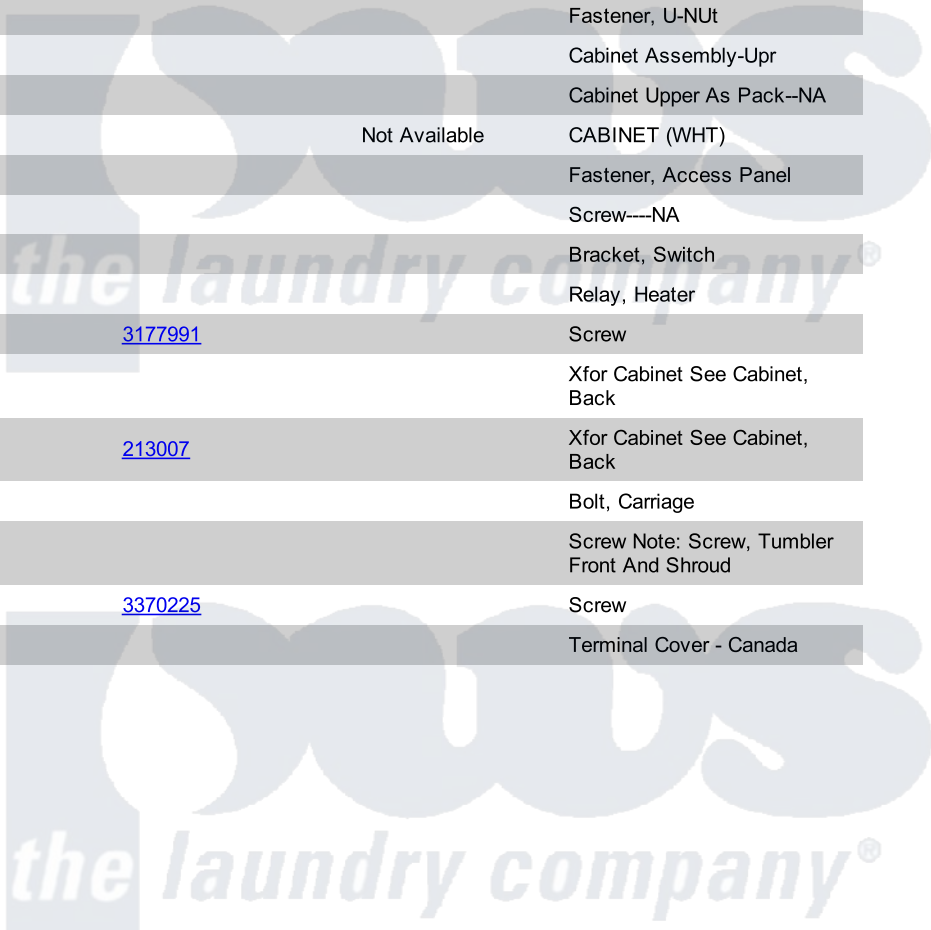 Fastener, U-NUt
Cabinet Assembly-Upr
Cabinet Upper As Pack--NA
Not Available CABINET (WHT)
Fastener, Access Panel
Screw----NA
Bracket, Switch
the laundry company®
Relay, Heater
3177991 Screw
Xfor Cabinet See Cabinet,
Back
213007 Xfor Cabinet See Cabinet,
Back
Bolt, Carriage
Screw Note: Screw, Tumbler
Front And Shroud
3370225 Screw
Terminal Cover - Canada
pws
the laundry company®